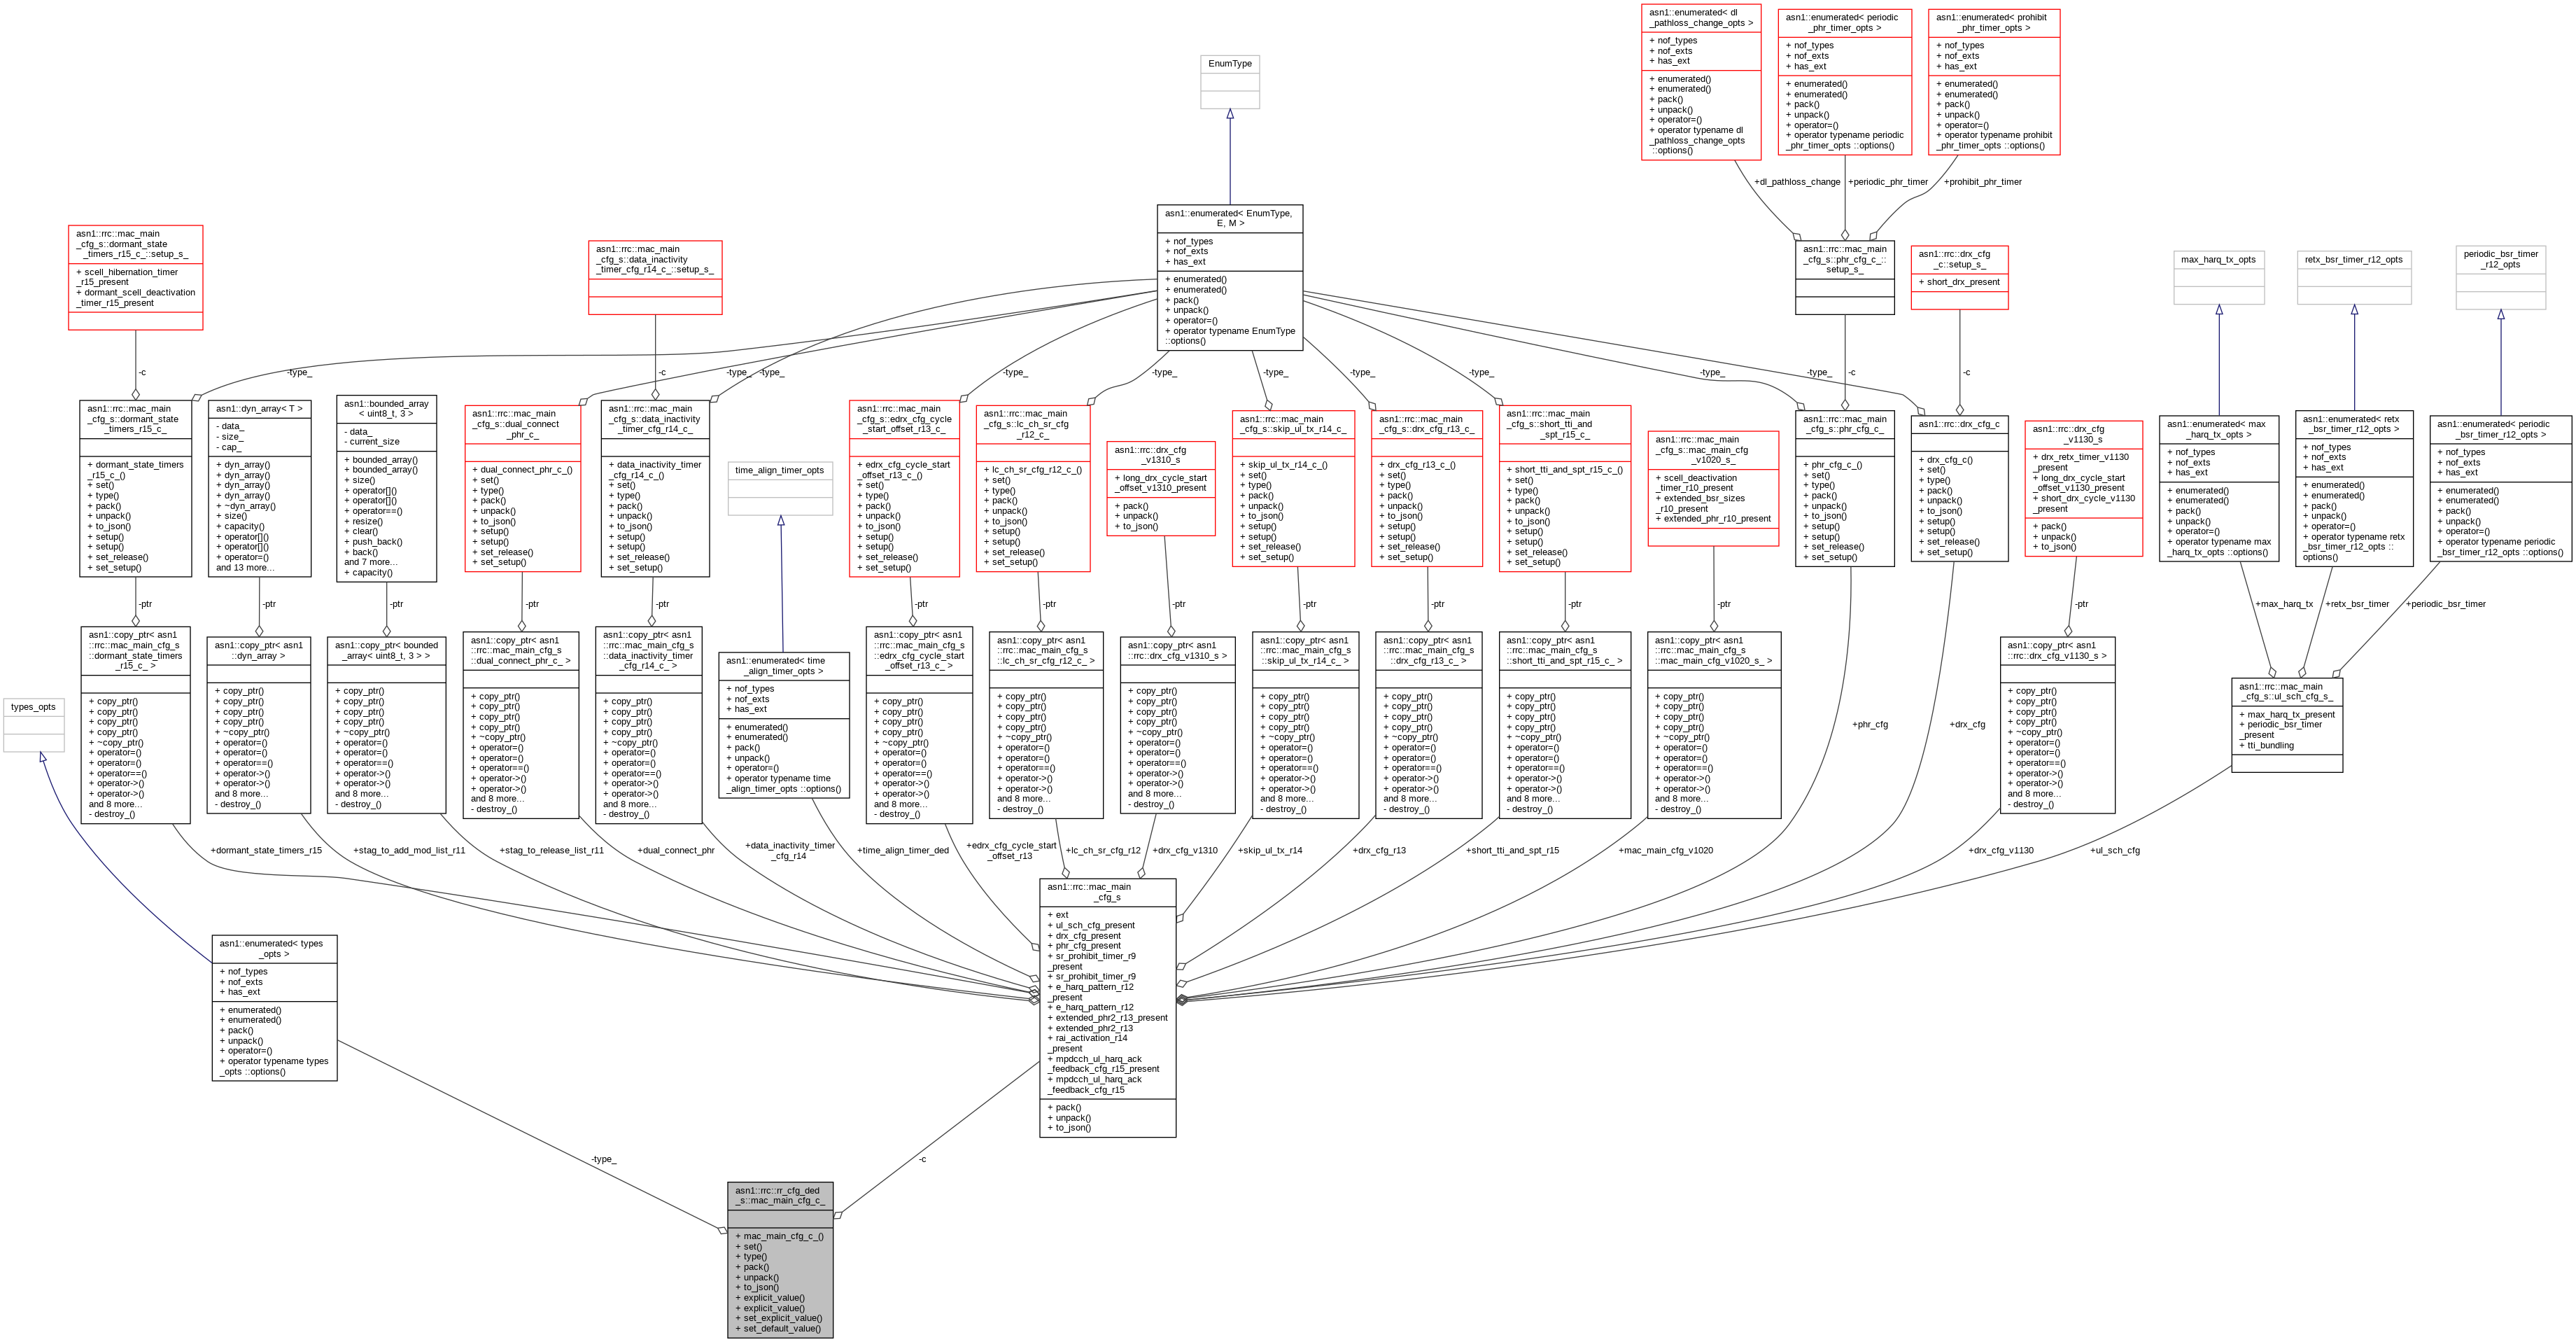 asn1::enumerated< dl
_pathloss_change_opts >
+ nof_types
+ nof_exts
+ has_ext
+ enumerated()
+ enumerated()
+ pack()
+ unpack()
+ operator=()
+ operator typename dl
_pathloss_change_opts
::options()
asn1::enumerated< periodic
_phr_timer_opts >
+ nof_types
+ nof_exts
+ has_ext
+ enumerated()
+ enumerated()
+ pack()
+ unpack()
+ operator=()
+ operator typename periodic
_phr_timer_opts ::options()
asn1::enumerated< prohibit
_phr_timer_opts >
+ nof_types
+ nof_exts
+ has_ext
+ enumerated()
+ enumerated()
+ pack()
+ unpack()
+ operator=()
+ operator typename prohibit
_phr_timer_opts ::options()
EnumType
+dl_pathloss_change
+periodic_phr_timer
+prohibit_phr_timer
asn1::rrc::mac_main
_cfg_s::dormant_state
_timers_r15_c_::setup_s_
+ scell_hibernation_timer
_r15_present
+ dormant_scell_deactivation
_timer_r15_present
asn1::rrc::mac_main
_cfg_s::data_inactivity
_timer_cfg_r14_c_::setup_s_
asn1::enumerated< EnumType,
E, M >
+ nof_types
+ nof_exts
+ has_ext
+ enumerated()
+ enumerated()
+ pack()
+ unpack()
+ operator=()
+ operator typename EnumType
::options()
asn1::rrc::mac_main
_cfg_s::phr_cfg_c_::
setup_s_
asn1::rrc::drx_cfg
_c::setup_s_
+ short_drx_present
max_harq_tx_opts
retx_bsr_timer_r12_opts
periodic_bsr_timer
_r12_opts
-c
-type_
-c
-type_
-type_
-type_
-type_
-type_
-type_
-type_
-type_
-c
-type_
-c
asn1::rrc::mac_main
_cfg_s::dormant_state
_timers_r15_c_
+ dormant_state_timers
_r15_c_()
+ set()
+ type()
+ pack()
+ unpack()
+ to_json()
+ setup()
+ setup()
+ set_release()
+ set_setup()
asn1::dyn_array< T >
- data_
- size_
- cap_
+ dyn_array()
+ dyn_array()
+ dyn_array()
+ dyn_array()
+ ~dyn_array()
+ size()
+ capacity()
+ operator[]()
+ operator[]()
+ operator=()
and 13 more...
asn1::bounded_array
< uint8_t, 3 >
- data_
- current_size
+ bounded_array()
+ bounded_array()
+ size()
+ operator[]()
+ operator[]()
+ operator==()
+ resize()
+ clear()
+ push_back()
+ back()
and 7 more...
+ capacity()
asn1::rrc::mac_main
_cfg_s::dual_connect
_phr_c_
+ dual_connect_phr_c_()
+ set()
+ type()
+ pack()
+ unpack()
+ to_json()
+ setup()
+ setup()
+ set_release()
+ set_setup()
asn1::rrc::mac_main
_cfg_s::data_inactivity
_timer_cfg_r14_c_
+ data_inactivity_timer
_cfg_r14_c_()
+ set()
+ type()
+ pack()
+ unpack()
+ to_json()
+ setup()
+ setup()
+ set_release()
+ set_setup()
time_align_timer_opts
asn1::rrc::mac_main
_cfg_s::edrx_cfg_cycle
_start_offset_r13_c_
+ edrx_cfg_cycle_start
_offset_r13_c_()
+ set()
+ type()
+ pack()
+ unpack()
+ to_json()
+ setup()
+ setup()
+ set_release()
+ set_setup()
asn1::rrc::mac_main
_cfg_s::lc_ch_sr_cfg
_r12_c_
+ lc_ch_sr_cfg_r12_c_()
+ set()
+ type()
+ pack()
+ unpack()
+ to_json()
+ setup()
+ setup()
+ set_release()
+ set_setup()
asn1::rrc::drx_cfg
_v1310_s
+ long_drx_cycle_start
_offset_v1310_present
+ pack()
+ unpack()
+ to_json()
asn1::rrc::mac_main
_cfg_s::skip_ul_tx_r14_c_
+ skip_ul_tx_r14_c_()
+ set()
+ type()
+ pack()
+ unpack()
+ to_json()
+ setup()
+ setup()
+ set_release()
+ set_setup()
asn1::rrc::mac_main
_cfg_s::drx_cfg_r13_c_
+ drx_cfg_r13_c_()
+ set()
+ type()
+ pack()
+ unpack()
+ to_json()
+ setup()
+ setup()
+ set_release()
+ set_setup()
asn1::rrc::mac_main
_cfg_s::short_tti_and
_spt_r15_c_
+ short_tti_and_spt_r15_c_()
+ set()
+ type()
+ pack()
+ unpack()
+ to_json()
+ setup()
+ setup()
+ set_release()
+ set_setup()
asn1::rrc::mac_main
_cfg_s::mac_main_cfg
_v1020_s_
+ scell_deactivation
_timer_r10_present
+ extended_bsr_sizes
_r10_present
+ extended_phr_r10_present
asn1::rrc::mac_main
_cfg_s::phr_cfg_c_
+ phr_cfg_c_()
+ set()
+ type()
+ pack()
+ unpack()
+ to_json()
+ setup()
+ setup()
+ set_release()
+ set_setup()
asn1::rrc::drx_cfg_c
+ drx_cfg_c()
+ set()
+ type()
+ pack()
+ unpack()
+ to_json()
+ setup()
+ setup()
+ set_release()
+ set_setup()
asn1::rrc::drx_cfg
_v1130_s
+ drx_retx_timer_v1130
_present
+ long_drx_cycle_start
_offset_v1130_present
+ short_drx_cycle_v1130
_present
+ pack()
+ unpack()
+ to_json()
asn1::enumerated< max
_harq_tx_opts >
+ nof_types
+ nof_exts
+ has_ext
+ enumerated()
+ enumerated()
+ pack()
+ unpack()
+ operator=()
+ operator typename max
_harq_tx_opts ::options()
asn1::enumerated< retx
_bsr_timer_r12_opts >
+ nof_types
+ nof_exts
+ has_ext
+ enumerated()
+ enumerated()
+ pack()
+ unpack()
+ operator=()
+ operator typename retx
_bsr_timer_r12_opts ::
options()
asn1::enumerated< periodic
_bsr_timer_r12_opts >
+ nof_types
+ nof_exts
+ has_ext
+ enumerated()
+ enumerated()
+ pack()
+ unpack()
+ operator=()
+ operator typename periodic
_bsr_timer_r12_opts ::options()
-ptr
-ptr
-ptr
-ptr
-ptr
-ptr
-ptr
-ptr
-ptr
-ptr
-ptr
-ptr
-ptr
+max_harq_tx
+retx_bsr_timer
+periodic_bsr_timer
types_opts
asn1::copy_ptr< asn1
::rrc::mac_main_cfg_s
::dormant_state_timers
_r15_c_ >
+ copy_ptr()
+ copy_ptr()
+ copy_ptr()
+ copy_ptr()
+ ~copy_ptr()
+ operator=()
+ operator=()
+ operator==()
+ operator->()
+ operator->()
and 8 more...
- destroy_()
asn1::copy_ptr< asn1
::dyn_array >
+ copy_ptr()
+ copy_ptr()
+ copy_ptr()
+ copy_ptr()
+ ~copy_ptr()
+ operator=()
+ operator=()
+ operator==()
+ operator->()
+ operator->()
and 8 more...
- destroy_()
asn1::copy_ptr< bounded
_array< uint8_t, 3 > >
+ copy_ptr()
+ copy_ptr()
+ copy_ptr()
+ copy_ptr()
+ ~copy_ptr()
+ operator=()
+ operator=()
+ operator==()
+ operator->()
+ operator->()
and 8 more...
- destroy_()
asn1::copy_ptr< asn1
::rrc::mac_main_cfg_s
::dual_connect_phr_c_ >
+ copy_ptr()
+ copy_ptr()
+ copy_ptr()
+ copy_ptr()
+ ~copy_ptr()
+ operator=()
+ operator=()
+ operator==()
+ operator->()
+ operator->()
and 8 more...
- destroy_()
asn1::copy_ptr< asn1
::rrc::mac_main_cfg_s
::data_inactivity_timer
_cfg_r14_c_ >
+ copy_ptr()
+ copy_ptr()
+ copy_ptr()
+ copy_ptr()
+ ~copy_ptr()
+ operator=()
+ operator=()
+ operator==()
+ operator->()
+ operator->()
and 8 more...
- destroy_()
asn1::enumerated< time
_align_timer_opts >
+ nof_types
+ nof_exts
+ has_ext
+ enumerated()
+ enumerated()
+ pack()
+ unpack()
+ operator=()
+ operator typename time
_align_timer_opts ::options()
asn1::copy_ptr< asn1
::rrc::mac_main_cfg_s
::edrx_cfg_cycle_start
_offset_r13_c_ >
+ copy_ptr()
+ copy_ptr()
+ copy_ptr()
+ copy_ptr()
+ ~copy_ptr()
+ operator=()
+ operator=()
+ operator==()
+ operator->()
+ operator->()
and 8 more...
- destroy_()
asn1::copy_ptr< asn1
::rrc::mac_main_cfg_s
::lc_ch_sr_cfg_r12_c_ >
+ copy_ptr()
+ copy_ptr()
+ copy_ptr()
+ copy_ptr()
+ ~copy_ptr()
+ operator=()
+ operator=()
+ operator==()
+ operator->()
+ operator->()
and 8 more...
- destroy_()
asn1::copy_ptr< asn1
::rrc::drx_cfg_v1310_s >
+ copy_ptr()
+ copy_ptr()
+ copy_ptr()
+ copy_ptr()
+ ~copy_ptr()
+ operator=()
+ operator=()
+ operator==()
+ operator->()
+ operator->()
and 8 more...
- destroy_()
asn1::copy_ptr< asn1
::rrc::mac_main_cfg_s
::skip_ul_tx_r14_c_ >
+ copy_ptr()
+ copy_ptr()
+ copy_ptr()
+ copy_ptr()
+ ~copy_ptr()
+ operator=()
+ operator=()
+ operator==()
+ operator->()
+ operator->()
and 8 more...
- destroy_()
asn1::copy_ptr< asn1
::rrc::mac_main_cfg_s
::drx_cfg_r13_c_ >
+ copy_ptr()
+ copy_ptr()
+ copy_ptr()
+ copy_ptr()
+ ~copy_ptr()
+ operator=()
+ operator=()
+ operator==()
+ operator->()
+ operator->()
and 8 more...
- destroy_()
asn1::copy_ptr< asn1
::rrc::mac_main_cfg_s
::short_tti_and_spt_r15_c_ >
+ copy_ptr()
+ copy_ptr()
+ copy_ptr()
+ copy_ptr()
+ ~copy_ptr()
+ operator=()
+ operator=()
+ operator==()
+ operator->()
+ operator->()
and 8 more...
- destroy_()
asn1::copy_ptr< asn1
::rrc::mac_main_cfg_s
::mac_main_cfg_v1020_s_ >
+ copy_ptr()
+ copy_ptr()
+ copy_ptr()
+ copy_ptr()
+ ~copy_ptr()
+ operator=()
+ operator=()
+ operator==()
+ operator->()
+ operator->()
and 8 more...
- destroy_()
+phr_cfg
+drx_cfg
asn1::copy_ptr< asn1
::rrc::drx_cfg_v1130_s >
+ copy_ptr()
+ copy_ptr()
+ copy_ptr()
+ copy_ptr()
+ ~copy_ptr()
+ operator=()
+ operator=()
+ operator==()
+ operator->()
+ operator->()
and 8 more...
- destroy_()
asn1::rrc::mac_main
_cfg_s::ul_sch_cfg_s_
+ max_harq_tx_present
+ periodic_bsr_timer
_present
+ tti_bundling
+dormant_state_timers_r15
+stag_to_add_mod_list_r11
+stag_to_release_list_r11
+dual_connect_phr
+data_inactivity_timer
_cfg_r14
+time_align_timer_ded
+edrx_cfg_cycle_start
_offset_r13
+lc_ch_sr_cfg_r12
+drx_cfg_v1310
+skip_ul_tx_r14
+drx_cfg_r13
+short_tti_and_spt_r15
+mac_main_cfg_v1020
+drx_cfg_v1130
+ul_sch_cfg
asn1::enumerated< types
_opts >
+ nof_types
+ nof_exts
+ has_ext
+ enumerated()
+ enumerated()
+ pack()
+ unpack()
+ operator=()
+ operator typename types
_opts ::options()
asn1::rrc::mac_main
_cfg_s
+ ext
+ ul_sch_cfg_present
+ drx_cfg_present
+ phr_cfg_present
+ sr_prohibit_timer_r9
_present
+ sr_prohibit_timer_r9
+ e_harq_pattern_r12
_present
+ e_harq_pattern_r12
+ extended_phr2_r13_present
+ extended_phr2_r13
+ rai_activation_r14
_present
+ mpdcch_ul_harq_ack
_feedback_cfg_r15_present
+ mpdcch_ul_harq_ack
_feedback_cfg_r15
+ pack()
+ unpack()
+ to_json()
-type_
-c
asn1::rrc::rr_cfg_ded
_s::mac_main_cfg_c_
+ mac_main_cfg_c_()
+ set()
+ type()
+ pack()
+ unpack()
+ to_json()
+ explicit_value()
+ explicit_value()
+ set_explicit_value()
+ set_default_value()